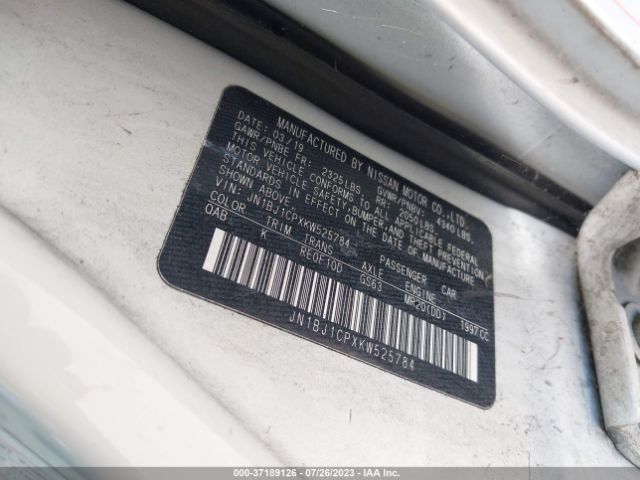 MANUFACTURED BY NISSAN MOTOR CO.,LTD.
DATE: 03/19 GVWR/PNBV: 4340 LBS.
GAWR/PNBE FR: 2325LBS. RR: 2050LBS.
THIS VEHICLE CONFORMS TO ALL APPLICABLE FEDERAL
MOTOR VEHICLE SAFETY,BUMPER,AND THEFT PREVENTION
STANDARDS IN EFFECT ON THE DATE OF MANUFACTURE
SHOWN ABOVE.
VIN: JN1BJ1CPXKW525784 PASSENGER CAR
COLOR TRIM TRANS AXLE
QAB K RE0F10D GS63 MR20(DD) 1997CC
JN1BJ1CPXKW525784
000-37189126 - 07/26/2023 - IAA Inc.